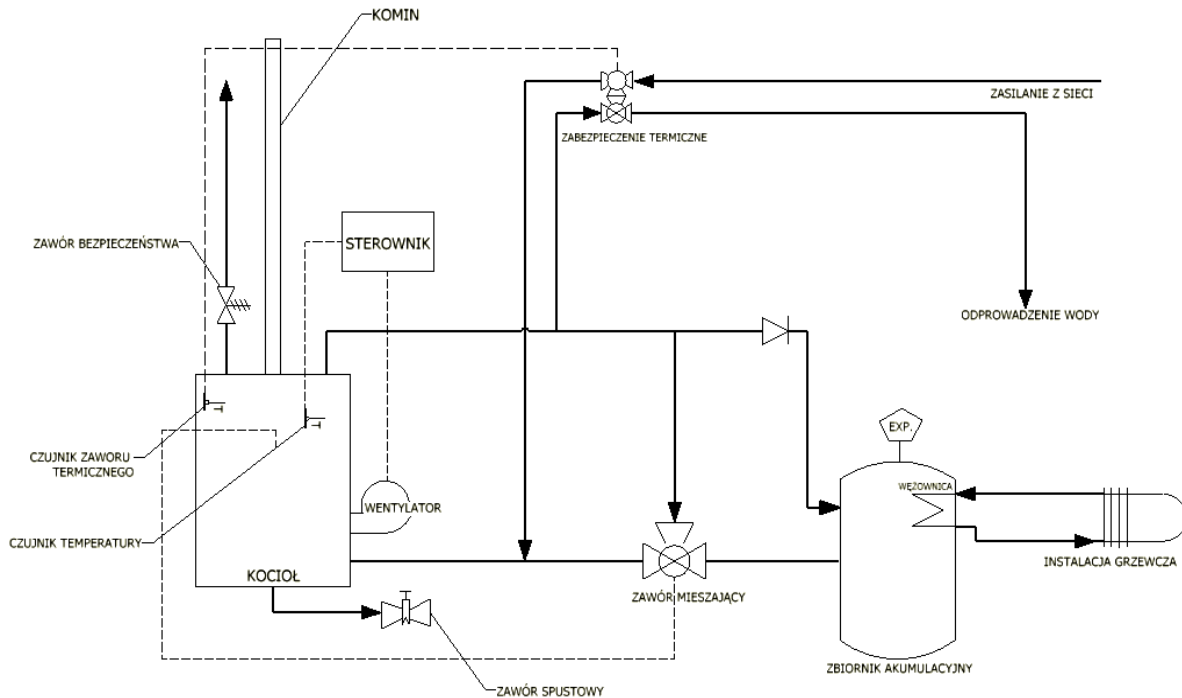 KOMIN
ZASILANIE Z SIECI
ZABEZPIECZENIE TERMICZNE
ZAWÓR BEZPIECZEŃSTWA
STEROWNIK
ODPROWADZENIE WODY
EXP.
CZUJNIK ZAWORU
TERMICZNEGO
WĘŻOWNICA
WENTYLATOR
CZUJNIK TEMPERATURY
INSTALACJA GRZEWCZA
KOCIOŁ
ZAWÓR MIESZAJĄCY
ZBIORNIK AKUMULACYJNY
ZAWÓR SPUSTOWY